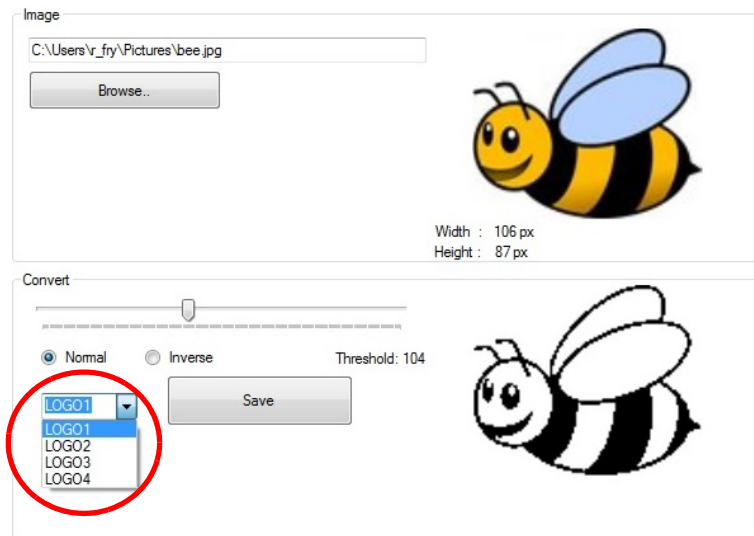 Image
C:\Users\r_fry\Pictures\bee.jpg
Browse..
Width : 106 px
Height : 87 px
Convert
Normal Inverse Threshold: 104
LOGO1 Save
LOGO1
LOGO2
LOGO3
LOGO4